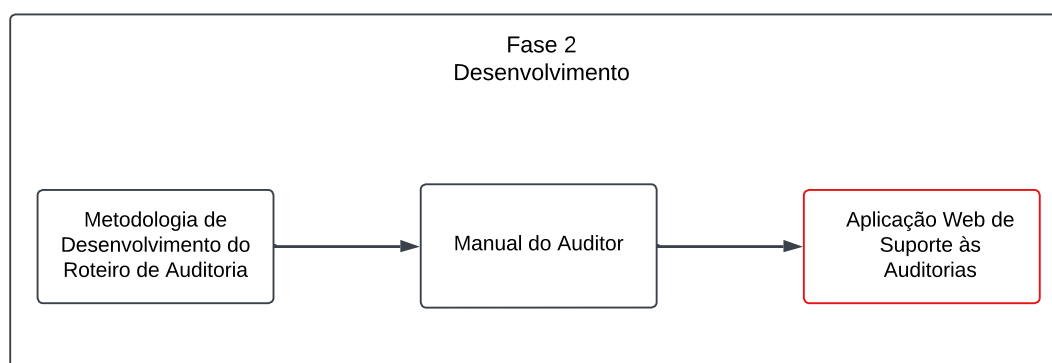 Fase 2
Desenvolvimento
Metodologia de
Desenvolvimento do
Roteiro de Auditoria
Manual do Auditor
Aplicação Web de
Suporte às
Auditorias